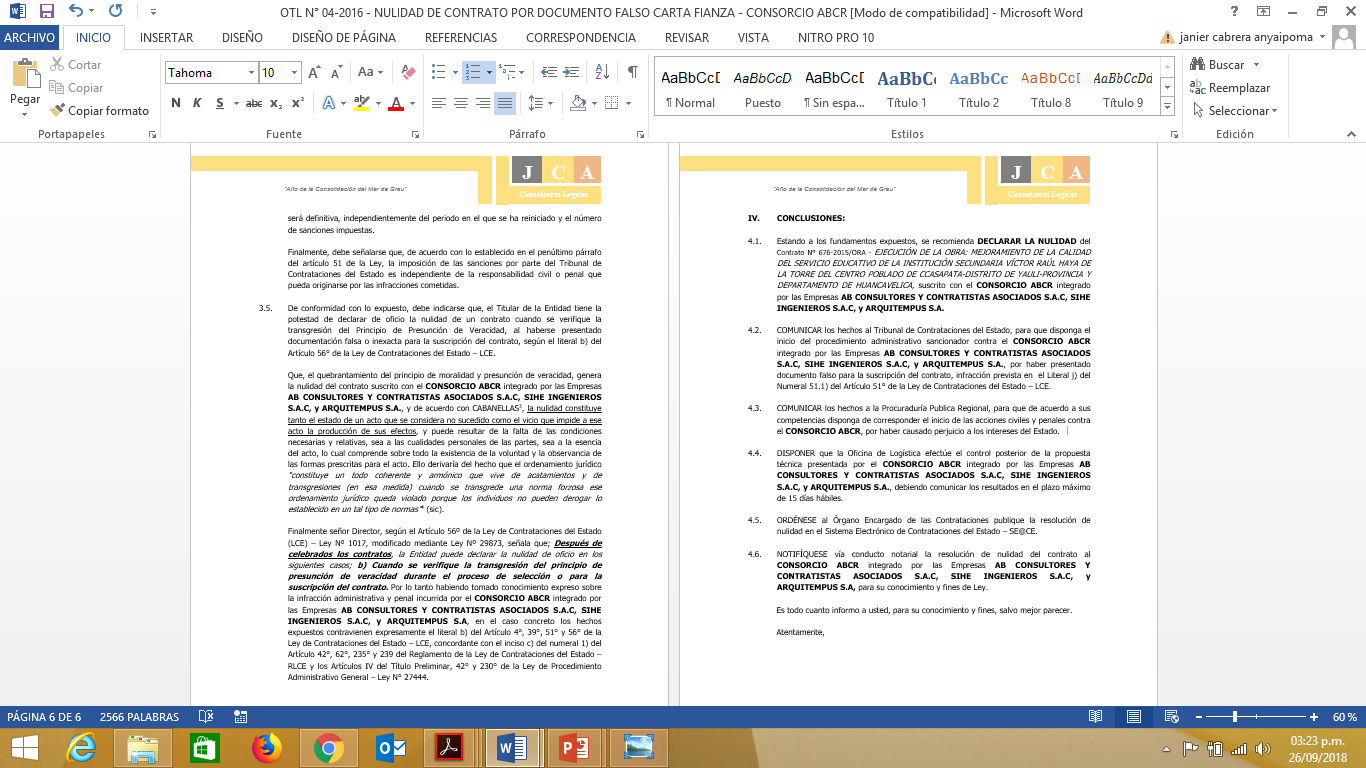 OTL N° 04-2016 - NULIDAD DE CONTRATO POR DOCUMENTO FALSO CARTA FIANZA - CONSORCIO ABCR [Modo de compatibilidad] - Microsoft Word
ARCHIVO INICIO INSERTAR DISEÑO DISEÑO DE PÁGINA REFERENCIAS CORRESPONDENCIA REVISAR VISTA NITRO PRO 10 janier cabrera anyaipoma
Pegar
Cortar
Copiar
Copiar formato
Portapapeles
Tahoma 10
N K S abc x₂ x²
Fuente
Párrafo
AaBbCcI AaBbCcD AaBbCcI AaBbCc AaBbCc AaBbCcI AaBbCcDd
¶ Normal Puesto ¶ Sin espa... Título 1 Título 2 Título 8 Título 9
Estilos
Buscar
Reemplazar
Seleccionar
Edición
J C A
Consultores Legales
"Año de la Consolidación del Mar de Grau"
será definitiva, independientemente del periodo en el que se ha reiniciado y el número
de sanciones impuestas.
Finalmente, debe señalarse que, de acuerdo con lo establecido en el penúltimo párrafo
del artículo 51 de la Ley, la imposición de las sanciones por parte del Tribunal de
Contrataciones del Estado es independiente de la responsabilidad civil o penal que
pueda originarse por las infracciones cometidas.
3.5. De conformidad con lo expuesto, debe indicarse que, el Titular de la Entidad tiene la
potestad de declarar de oficio la nulidad de un contrato cuando se verifique la
transgresión del Principio de Presunción de Veracidad, al haberse presentado
documentación falsa o inexacta para la suscripción del contrato, según el literal b) del
Artículo 56° de la Ley de Contrataciones del Estado – LCE.
Que, el quebrantamiento del principio de moralidad y presunción de veracidad, genera
la nulidad del contrato suscrito con el CONSORCIO ABCR integrado por las Empresas
AB CONSULTORES Y CONTRATISTAS ASOCIADOS S.A.C, SIHE INGENIEROS
S.A.C, y ARQUITEMPUS S.A., y de acuerdo con CABANELLAS³, la nulidad constituye
tanto el estado de un acto que se considera no sucedido como el vicio que impide a ese
acto la producción de sus efectos, y puede resultar de la falta de las condiciones
necesarias y relativas, sea a las cualidades personales de las partes, sea a la esencia
del acto, lo cual comprende sobre todo la existencia de la voluntad y la observancia de
las formas prescritas para el acto. Ello derivaría del hecho que el ordenamiento jurídico
"constituye un todo coherente y armónico que vive de acatamientos y de
transgresiones (en esa medida) cuando se transgrede una norma forzosa ese
ordenamiento jurídico queda violado porque los individuos no pueden derogar lo
establecido en un tal tipo de normas"⁴ (sic).
Finalmente señor Director, según el Artículo 56º de la Ley de Contrataciones del Estado
(LCE) – Ley Nº 1017, modificado mediante Ley Nº 29873, señala que; Después de
celebrados los contratos, la Entidad puede declarar la nulidad de oficio en los
siguientes casos; b) Cuando se verifique la transgresión del principio de
presunción de veracidad durante el proceso de selección o para la
suscripción del contrato. Por lo tanto habiendo tomado conocimiento expreso sobre
la infracción administrativa y penal incurrida por el CONSORCIO ABCR integrado por
las Empresas AB CONSULTORES Y CONTRATISTAS ASOCIADOS S.A.C, SIHE
INGENIEROS S.A.C, y ARQUITEMPUS S.A, en el caso concreto los hechos
expuestos contravienen expresamente el literal b) del Artículo 4º, 39°, 51° y 56° de la
Ley de Contrataciones del Estado – LCE, concordante con el inciso c) del numeral 1) del
Artículo 42°, 62°, 235° y 239 del Reglamento de la Ley de Contrataciones del Estado –
RLCE y los Artículos IV del Título Preliminar, 42° y 230° de la Ley de Procedimiento
Administrativo General – Ley N° 27444.
J C A
Consultores Legales
"Año de la Consolidación del Mar de Grau"
IV. CONCLUSIONES:
4.1. Estando a los fundamentos expuestos, se recomienda DECLARAR LA NULIDAD del
Contrato N° 676-2015/ORA - EJECUCIÓN DE LA OBRA: MEJORAMIENTO DE LA CALIDAD
DEL SERVICIO EDUCATIVO DE LA INSTITUCIÓN SECUNDARIA VÍCTOR RAÚL HAYA DE
LA TORRE DEL CENTRO POBLADO DE CCASAPATA-DISTRITO DE YAULI-PROVINCIA Y
DEPARTAMENTO DE HUANCAVELICA, suscrito con el CONSORCIO ABCR integrado
por las Empresas AB CONSULTORES Y CONTRATISTAS ASOCIADOS S.A.C, SIHE
INGENIEROS S.A.C, y ARQUITEMPUS S.A.
4.2. COMUNICAR los hechos al Tribunal de Contrataciones del Estado, para que disponga el
inicio del procedimiento administrativo sancionador contra el CONSORCIO ABCR
integrado por las Empresas AB CONSULTORES Y CONTRATISTAS ASOCIADOS
S.A.C, SIHE INGENIEROS S.A.C, y ARQUITEMPUS S.A., por haber presentado
documento falso para la suscripción del contrato, infracción prevista en el Literal j) del
Numeral 51.1) del Artículo 51° de la Ley de Contrataciones del Estado – LCE.
4.3. COMUNICAR los hechos a la Procuraduría Publica Regional, para que de acuerdo a sus
competencias disponga de corresponder el inicio de las acciones civiles y penales contra
el CONSORCIO ABCR, por haber causado perjuicio a los intereses del Estado.
4.4. DISPONER que la Oficina de Logística efectúe el control posterior de la propuesta
técnica presentada por el CONSORCIO ABCR integrado por las Empresas AB
CONSULTORES Y CONTRATISTAS ASOCIADOS S.A.C, SIHE INGENIEROS
S.A.C, y ARQUITEMPUS S.A., debiendo comunicar los resultados en el plazo máximo
de 15 días hábiles.
4.5. ORDÉNESE al Órgano Encargado de las Contrataciones publique la resolución de
nulidad en el Sistema Electrónico de Contrataciones del Estado – SE@CE.
4.6. NOTIFÍQUESE vía conducto notarial la resolución de nulidad del contrato al
CONSORCIO ABCR integrado por las Empresas AB CONSULTORES Y
CONTRATISTAS ASOCIADOS S.A.C, SIHE INGENIEROS S.A.C, y
ARQUITEMPUS S.A, para su conocimiento y fines de Ley.
Es todo cuanto informo a usted, para su conocimiento y fines, salvo mejor parecer.
Atentamente,
PÁGINA 6 DE 6 2566 PALABRAS 60 %
03:23 p.m.
26/09/2018